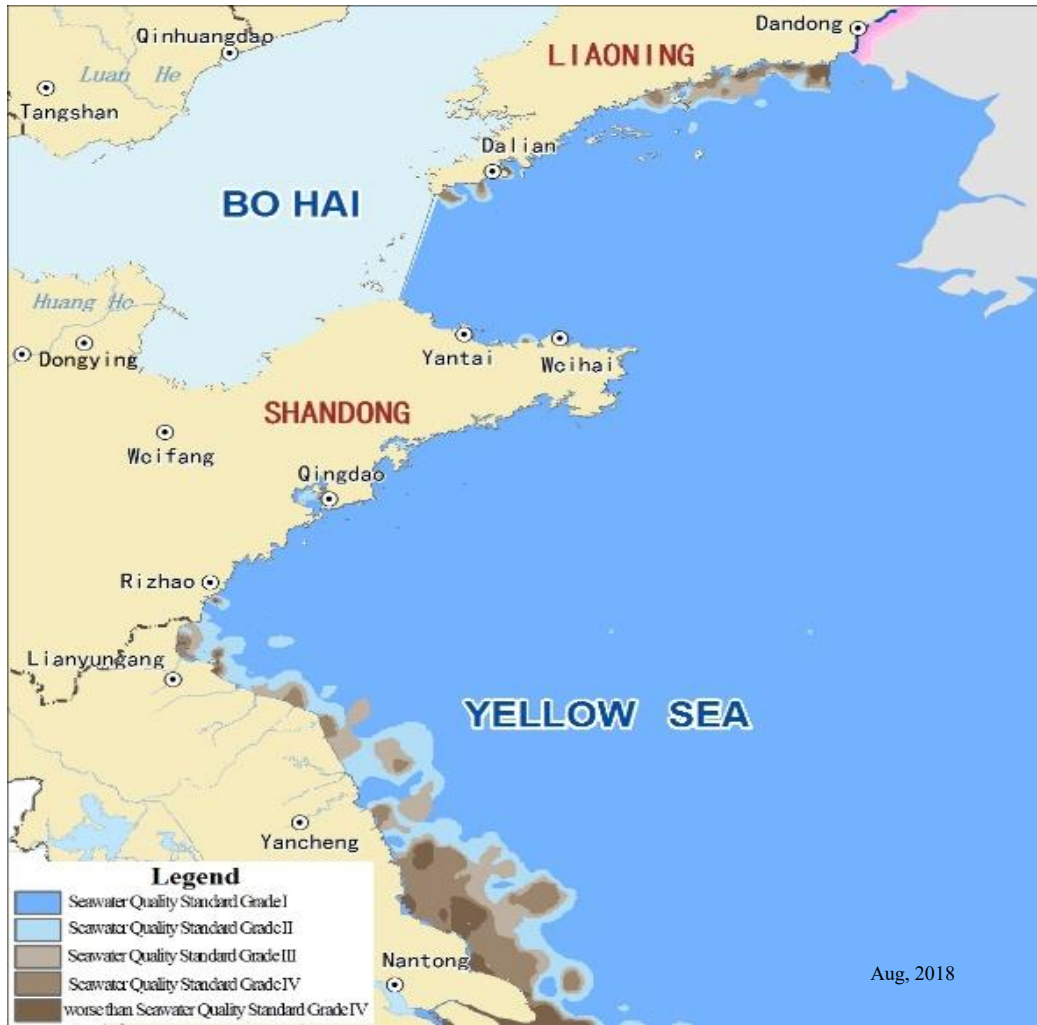 Dandong
Qinhuangdao
LIAONING
Luan He
Tangshan
Dalian
BO HAI
Huang He
Dongying
Yantai
Weihai
SHANDONG
Weifang
Qingdao
Rizhao
Lianyungang
YELLOW SEA
Yancheng
Legend
Seawater Quality Standard Grade I
Seawater Quality Standard Grade II
Seawater Quality Standard Grade III
Seawater Quality Standard Grade IV
worse than Seawater Quality Standard Grade IV
Nantong
Aug, 2018